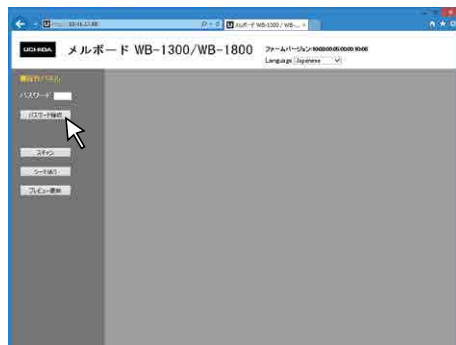 UCHIDA
メルボード WB-1300/WB-1800
ファームバージョン
Language Japanese
操作パネル
パスワード
パスワード確認
スキャン
シート送り
プレビュー更新